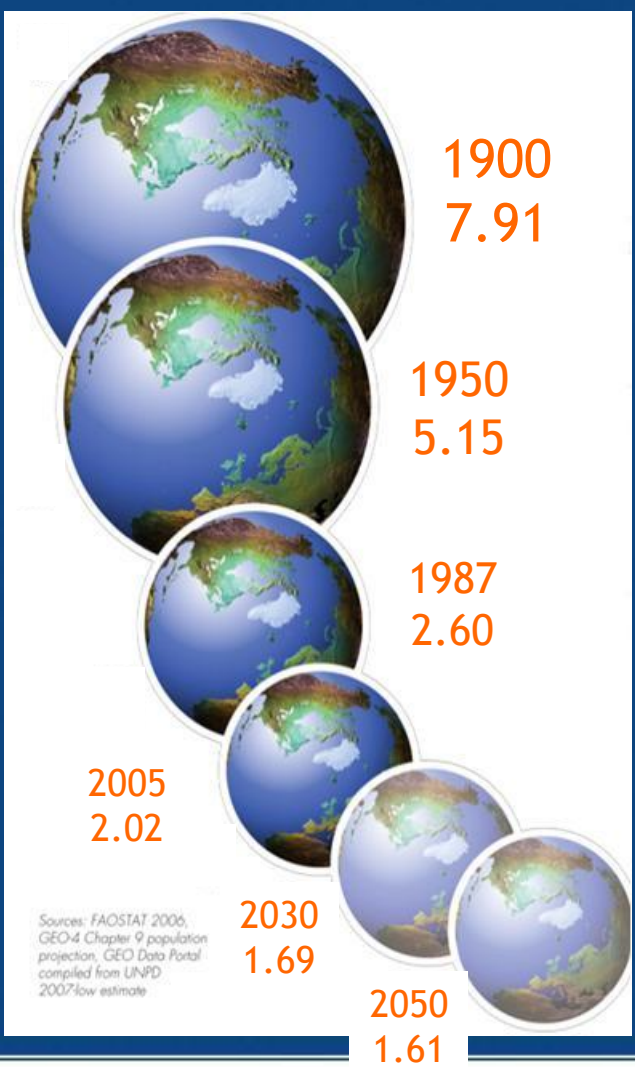 1900
7.91
1950
5.15
1987
2.60
2005
2.02
2030
1.69
2050
1.61
Sources: FAOSTAT 2006,
GEO-4 Chapter 9 population
projection, GEO Data Portal
compiled from UNPD
2007-low estimate